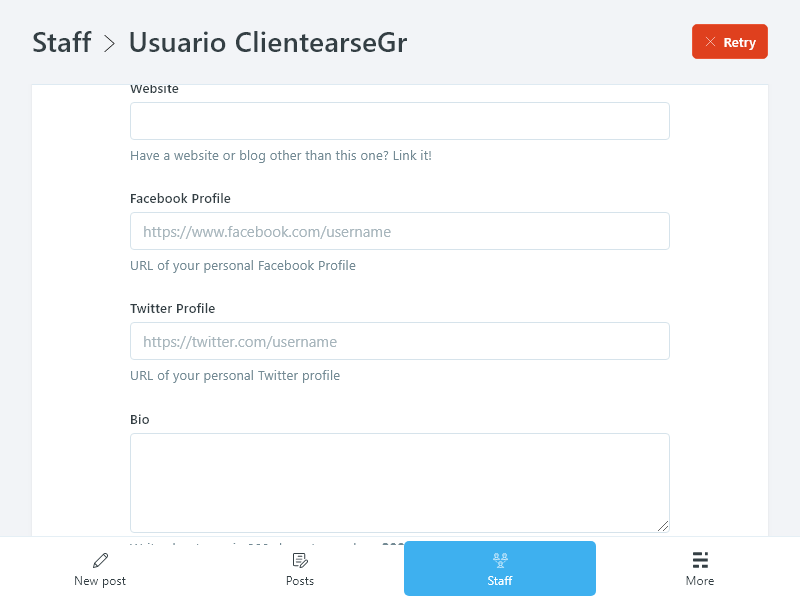 Staff > Usuario ClientearseGr
Retry
Website
Have a website or blog other than this one? Link it!
Facebook Profile
https://www.facebook.com/username
URL of your personal Facebook Profile
Twitter Profile
https://twitter.com/username
URL of your personal Twitter profile
Bio
New post
Posts
Staff
More